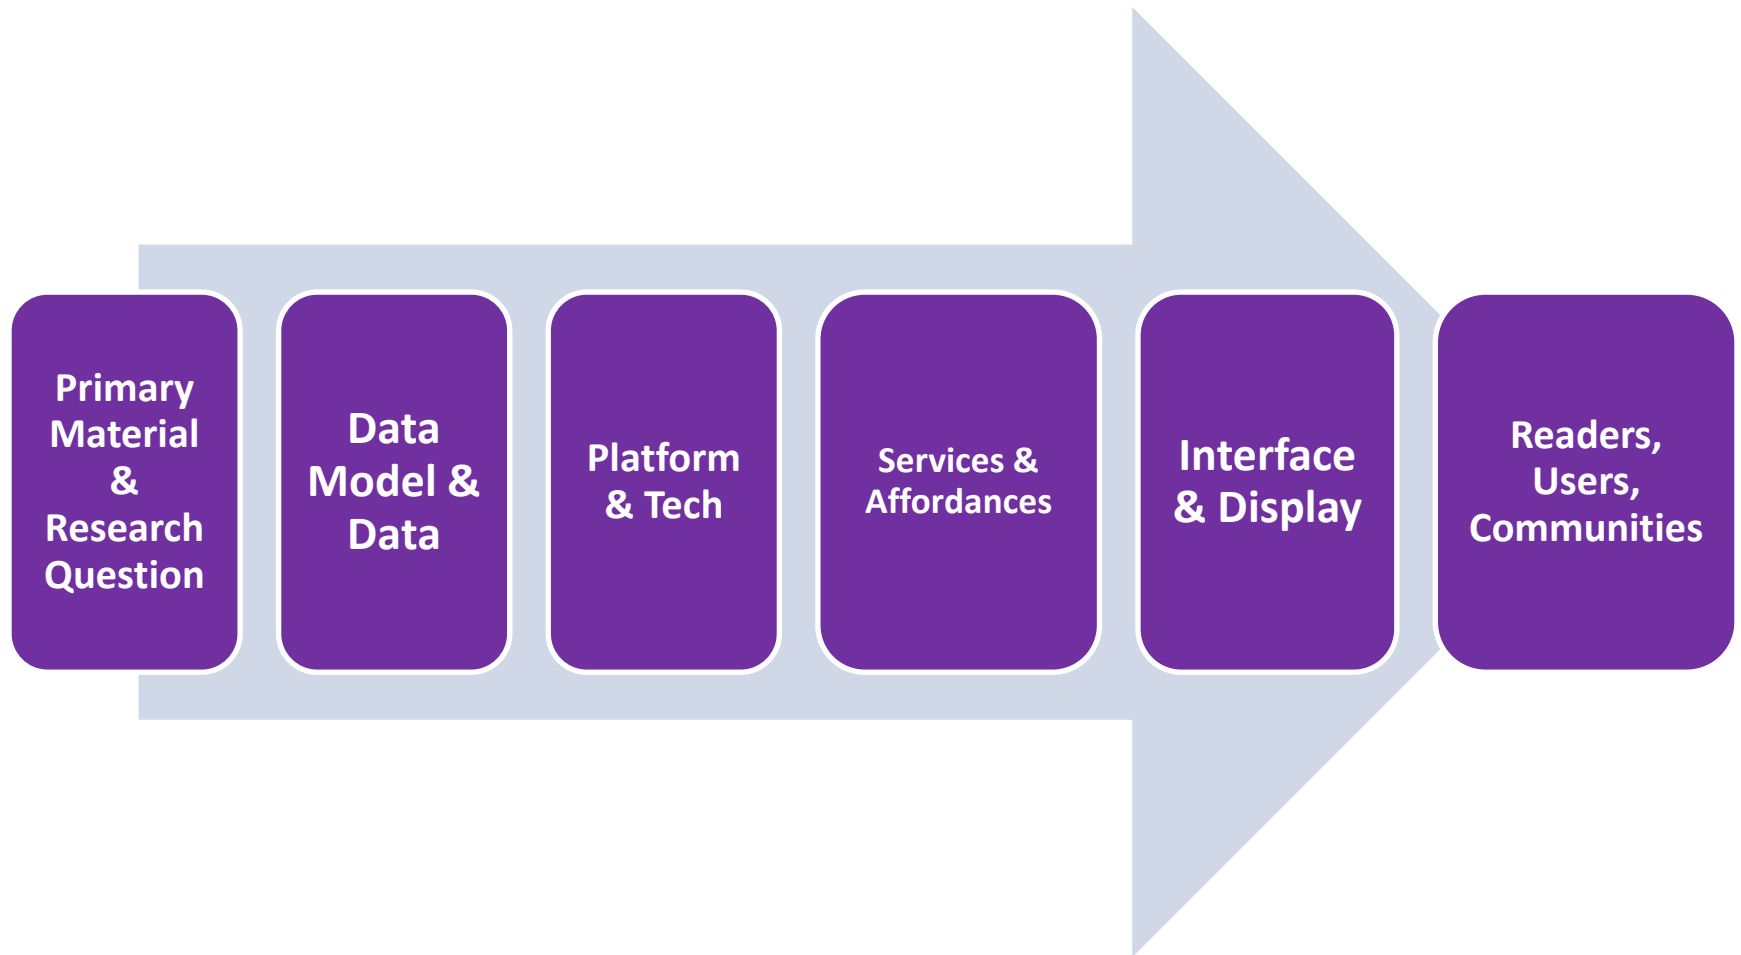 Primary
Material
&
Research
Question
Data
Model &
Data
Platform
& Tech
Services &
Affordances
Interface
& Display
Readers,
Users,
Communities